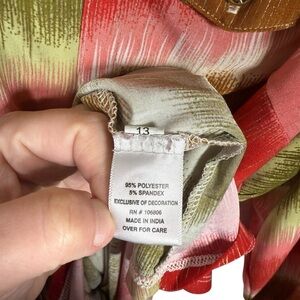 13
95% POLYESTER
5% SPANDEX
EXCLUSIVE OF DECORATION
RN # 106806
MADE IN INDIA
OVER FOR CARE